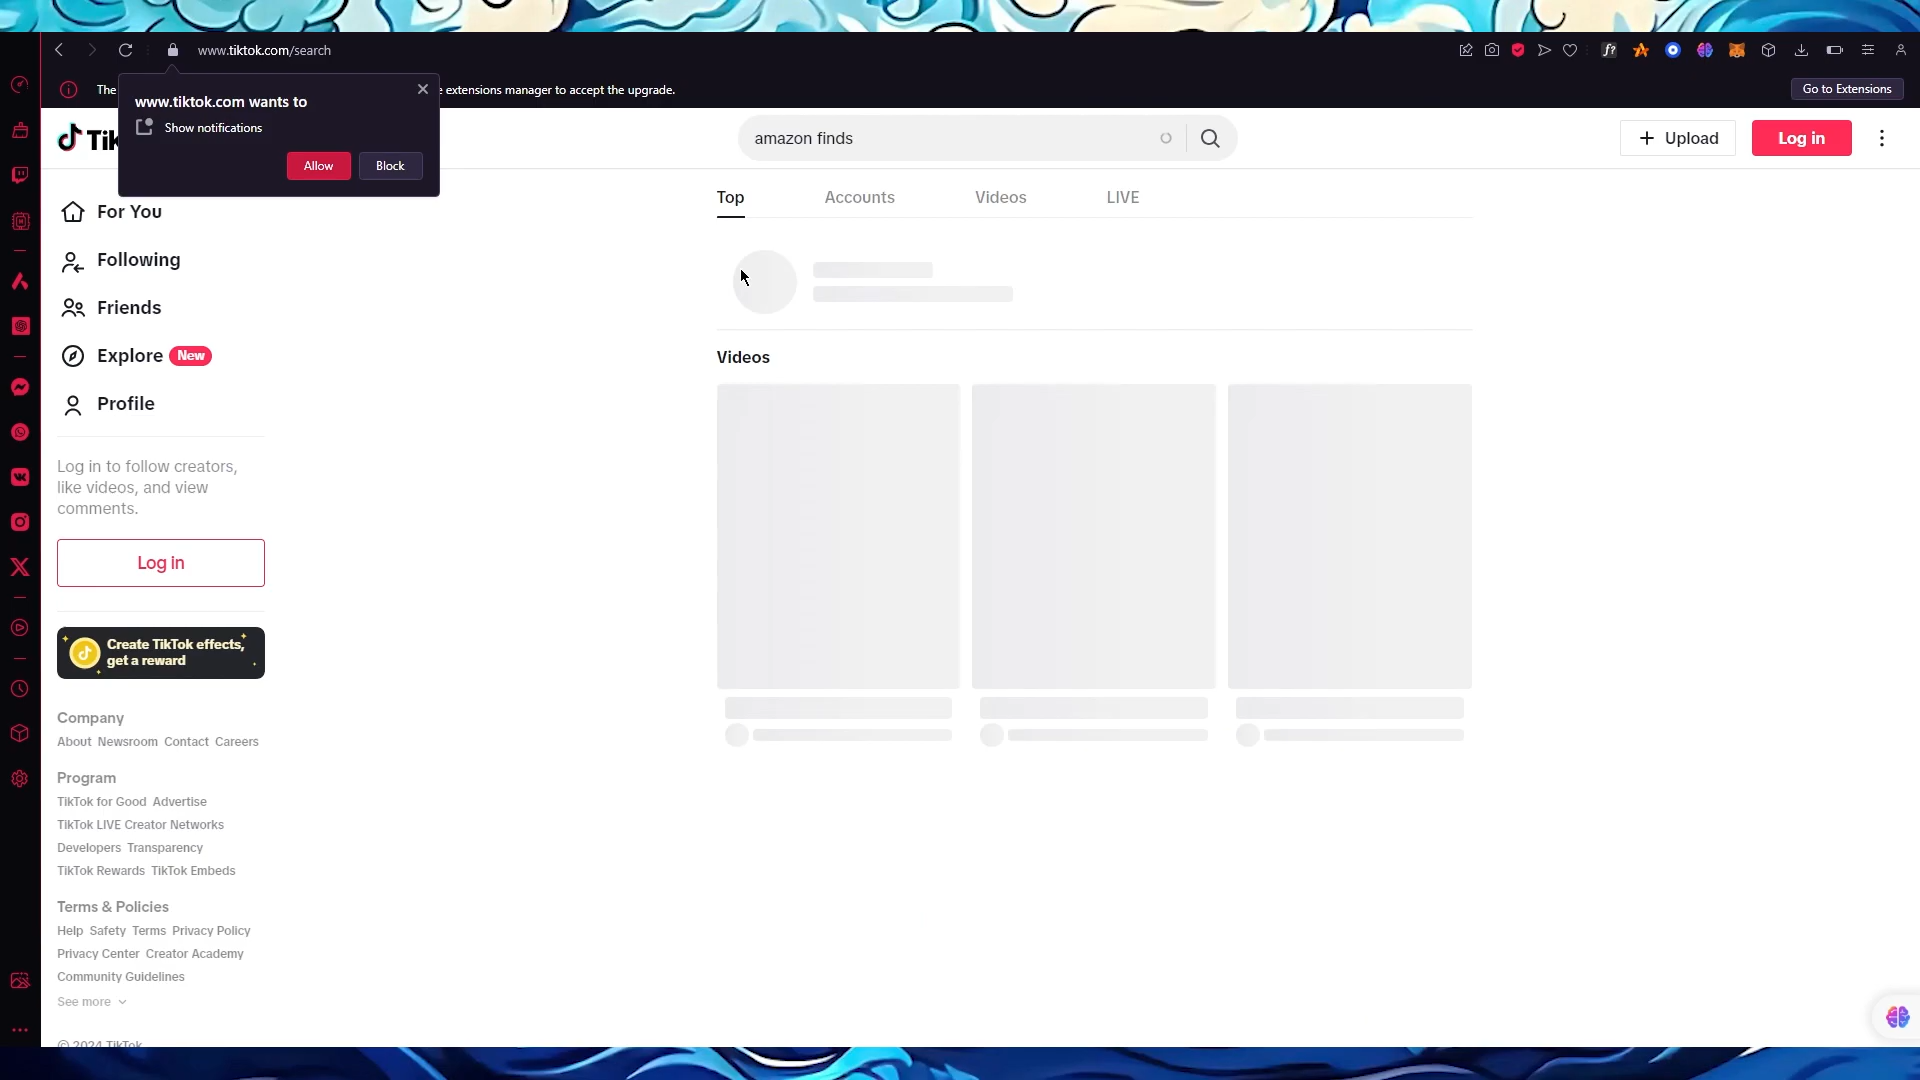 www.tiktok.com/search
The
extensions manager to accept the upgrade.
Go to Extensions
www.tiktok.com wants to
Show notifications
Allow
Block
Tik
amazon finds
Upload
Log in
Top
Accounts
Videos
LIVE
For You
Following
Friends
Explore New
Profile
Videos
Log in to follow creators,
like videos, and view
comments.
Log in
Create TikTok effects,
get a reward
Company
About Newsroom Contact Careers
Program
TikTok for Good Advertise
TikTok LIVE Creator Networks
Developers Transparency
TikTok Rewards TikTok Embeds
Terms & Policies
Help Safety Terms Privacy Policy
Privacy Center Creator Academy
Community Guidelines
See more
© 2024 TikTok